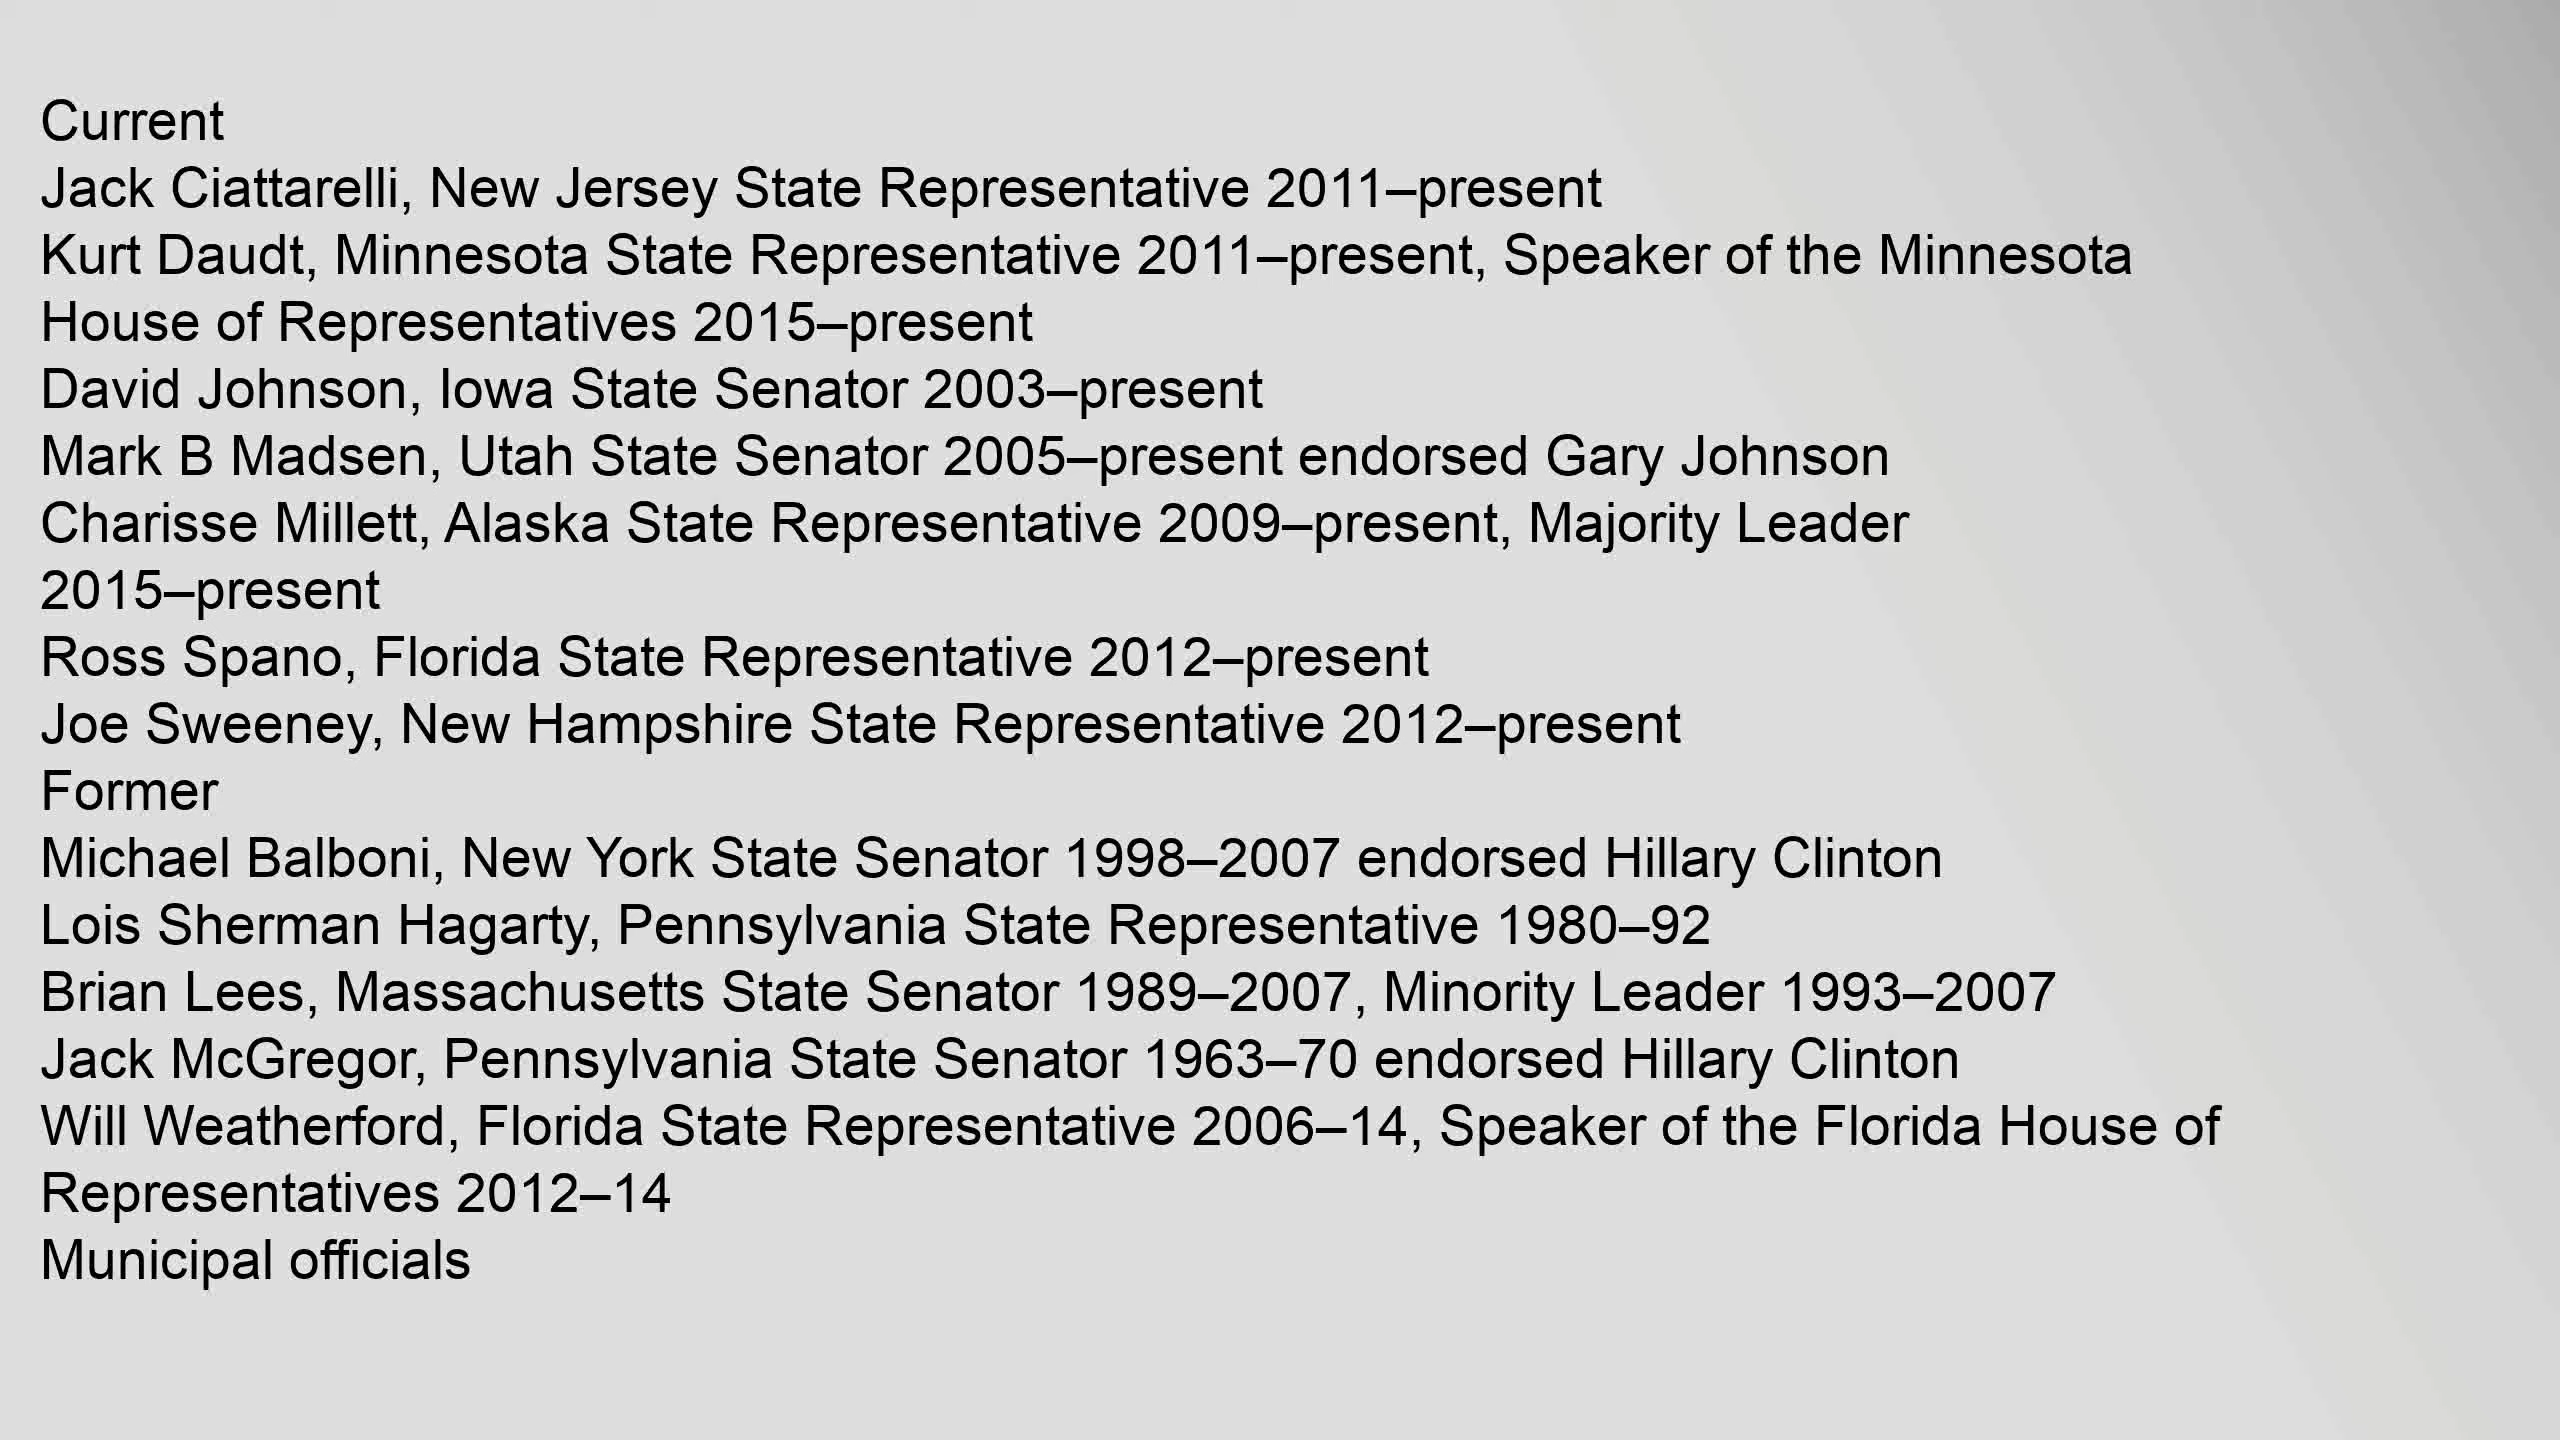 Current
Jack Ciattarelli, New Jersey State Representative 2011–present
Kurt Daudt, Minnesota State Representative 2011–present, Speaker of the Minnesota
House of Representatives 2015–present
David Johnson, Iowa State Senator 2003–present
Mark B Madsen, Utah State Senator 2005–present endorsed Gary Johnson
Charisse Millett, Alaska State Representative 2009–present, Majority Leader
2015–present
Ross Spano, Florida State Representative 2012–present
Joe Sweeney, New Hampshire State Representative 2012–present
Former
Michael Balboni, New York State Senator 1998–2007 endorsed Hillary Clinton
Lois Sherman Hagarty, Pennsylvania State Representative 1980–92
Brian Lees, Massachusetts State Senator 1989–2007, Minority Leader 1993–2007
Jack McGregor, Pennsylvania State Senator 1963–70 endorsed Hillary Clinton
Will Weatherford, Florida State Representative 2006–14, Speaker of the Florida House of
Representatives 2012–14
Municipal officials